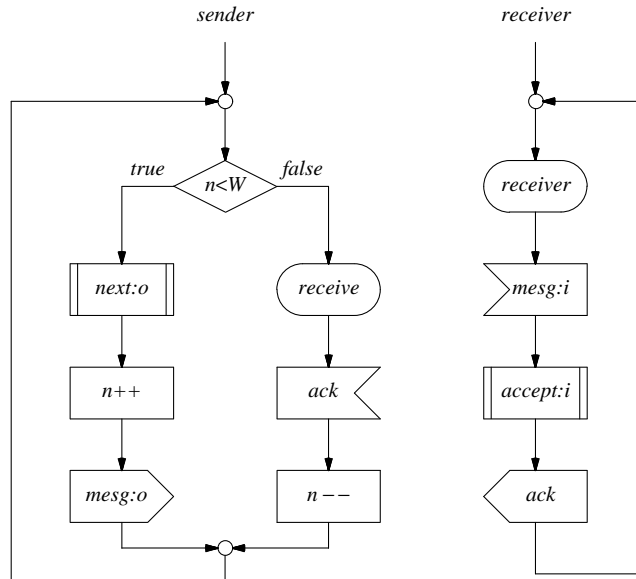 sender
receiver
true
false
n<W
receiver
next:o
receive
mesg:i
n++
ack
accept:i
mesg:o
n −−
ack